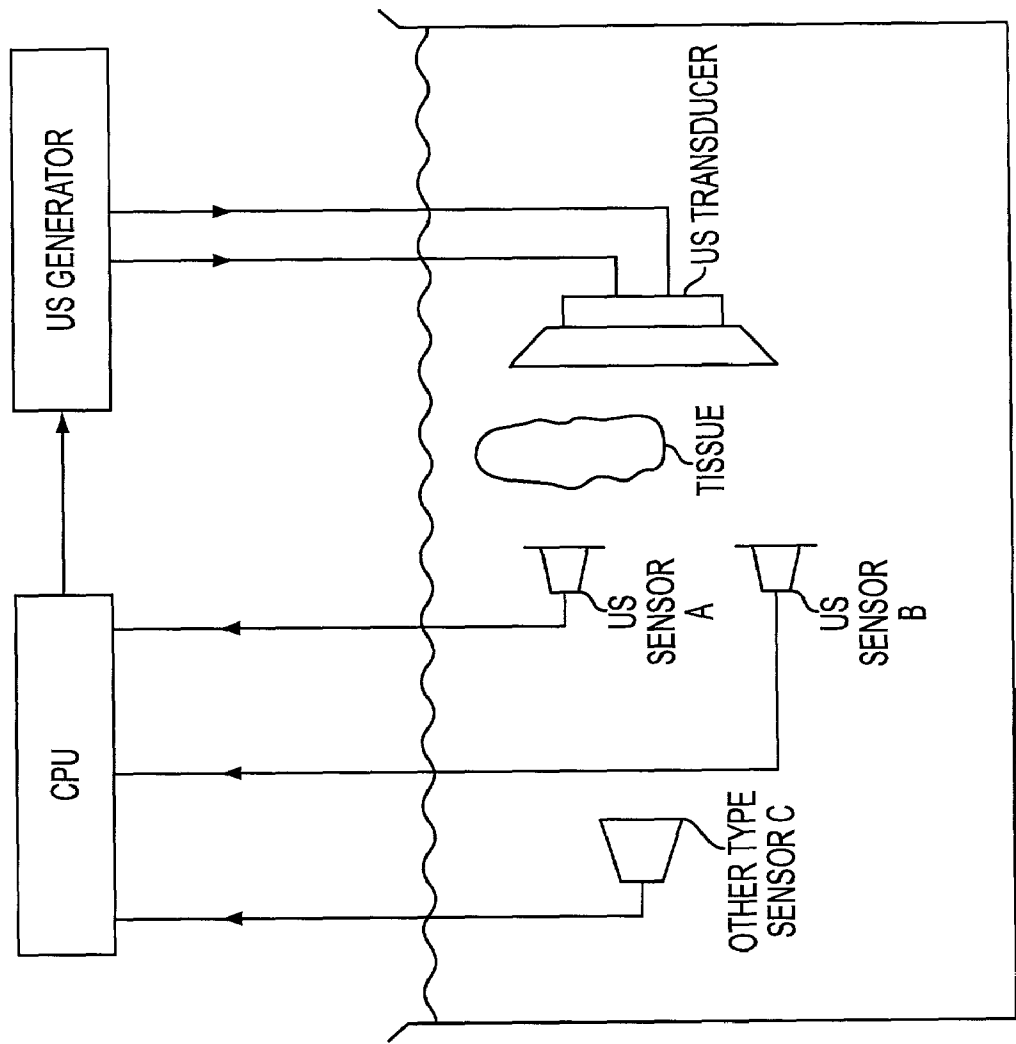 US GENERATOR
CPU
US TRANSDUCER
TISSUE
US
SENSOR
A
US
SENSOR
B
OTHER TYPE
SENSOR C